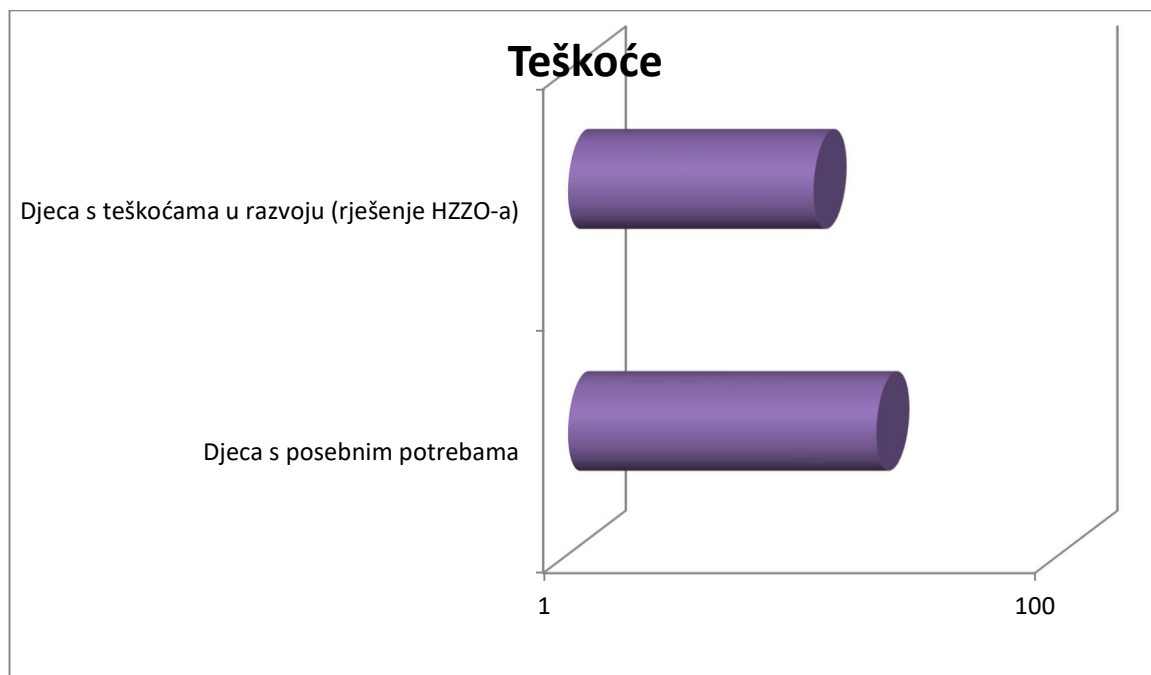 Teškoće
Djeca s teškoćama u razvoju (rješenje HZZO-a)
Djeca s posebnim potrebama
1
100